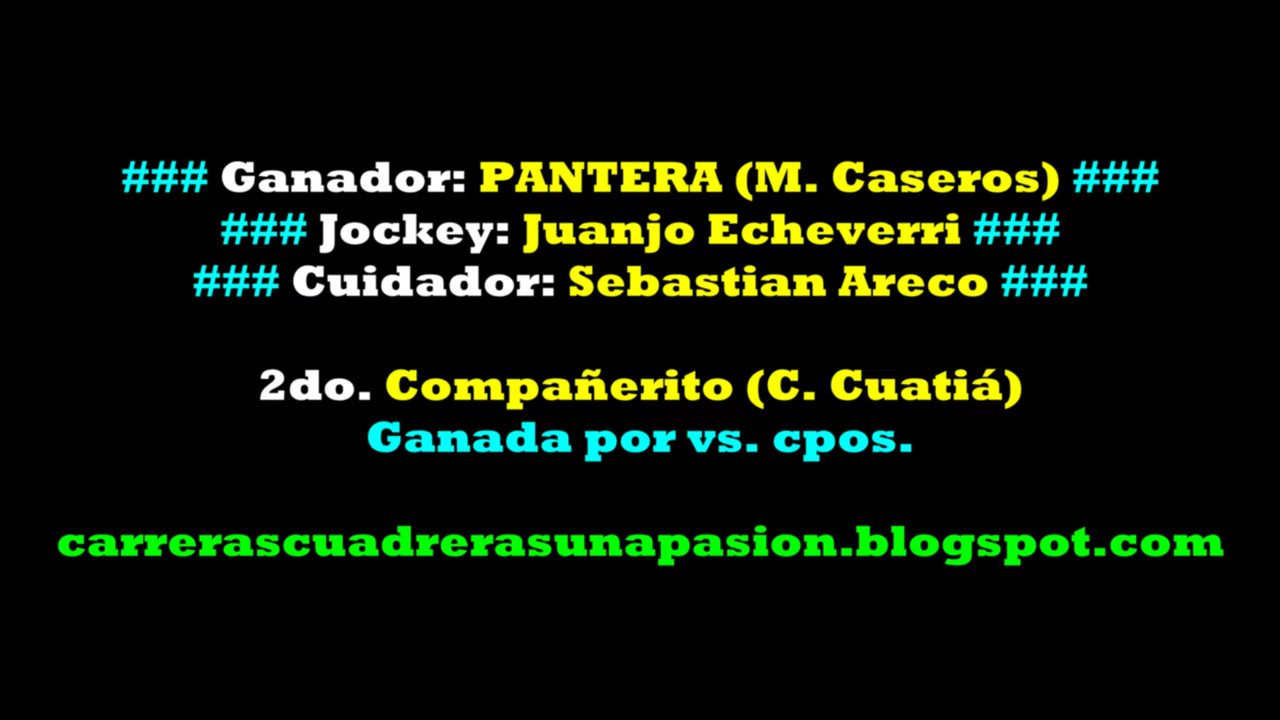 ### Ganador: PANTERA (M. Caseros) ###
### Jockey: Juanjo Echeverri ###
### Cuidador: Sebastian Areco ###
2do. Compañerito (C. Cuatiá)
Ganada por vs. cpos.
carrerascuadrerasunapasion.blogspot.com